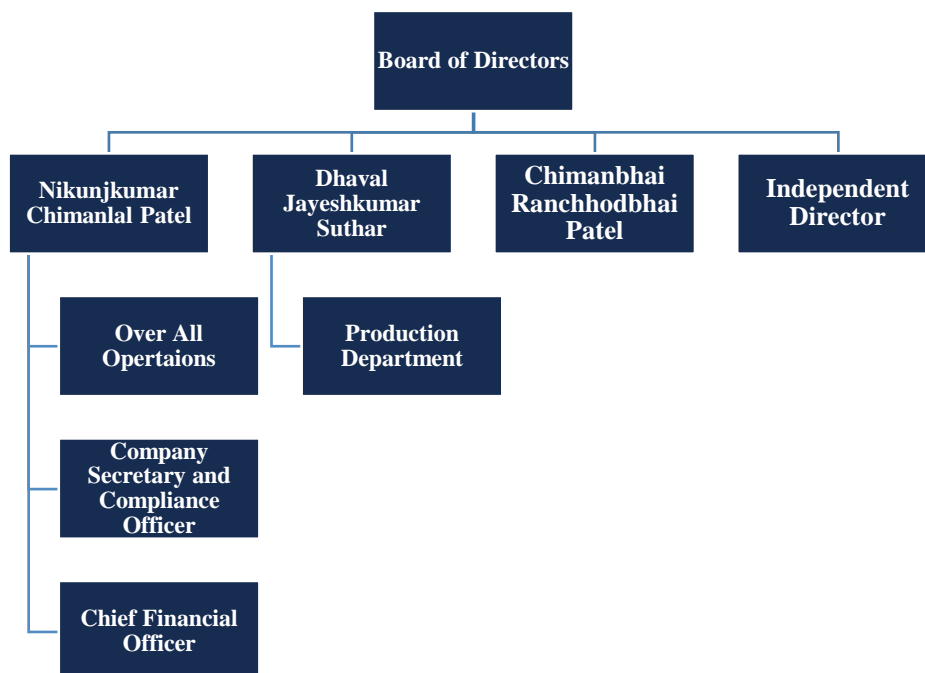 Board of Directors
Nikunjkumar
Chimanlal Patel
Dhaval
Jayeshkumar
Suthar
Chimanbhai
Ranchhodbhai
Patel
Independent
Director
Over All
Opertaions
Production
Department
Company
Secretary and
Compliance
Officer
Chief Financial
Officer